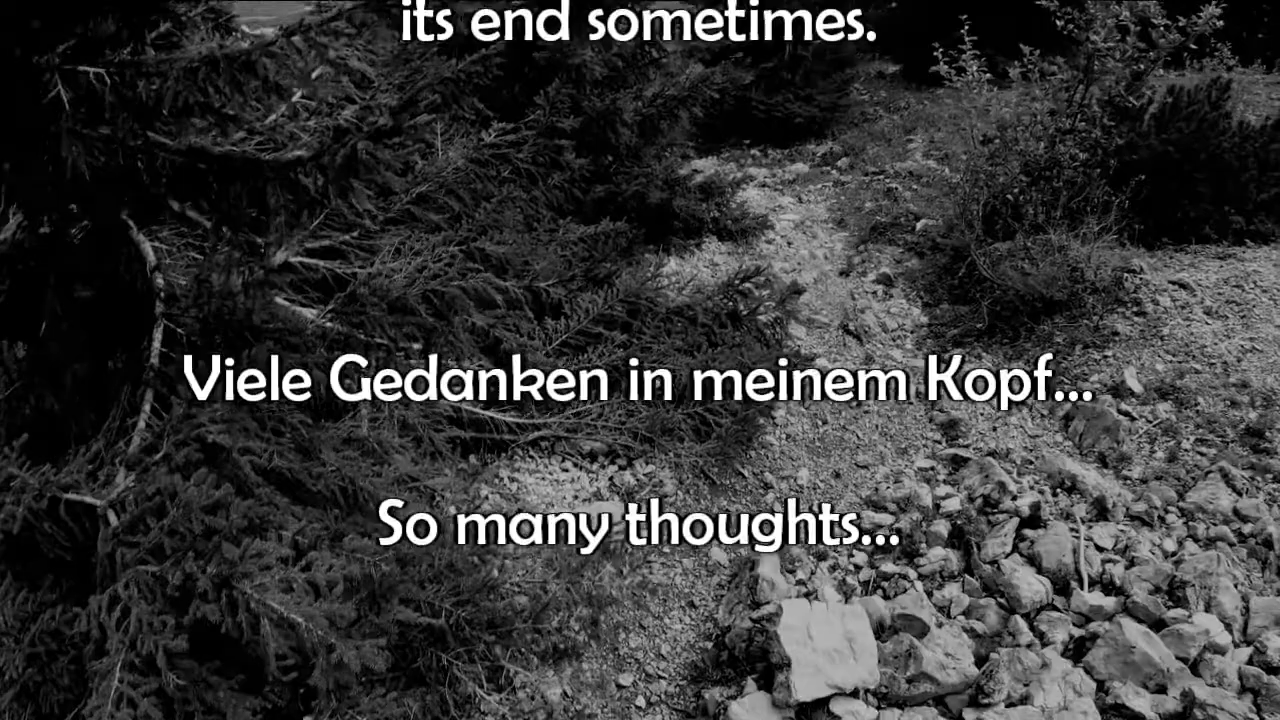 its end sometimes.
Viele Gedanken in meinem Kopf...
So many thoughts...